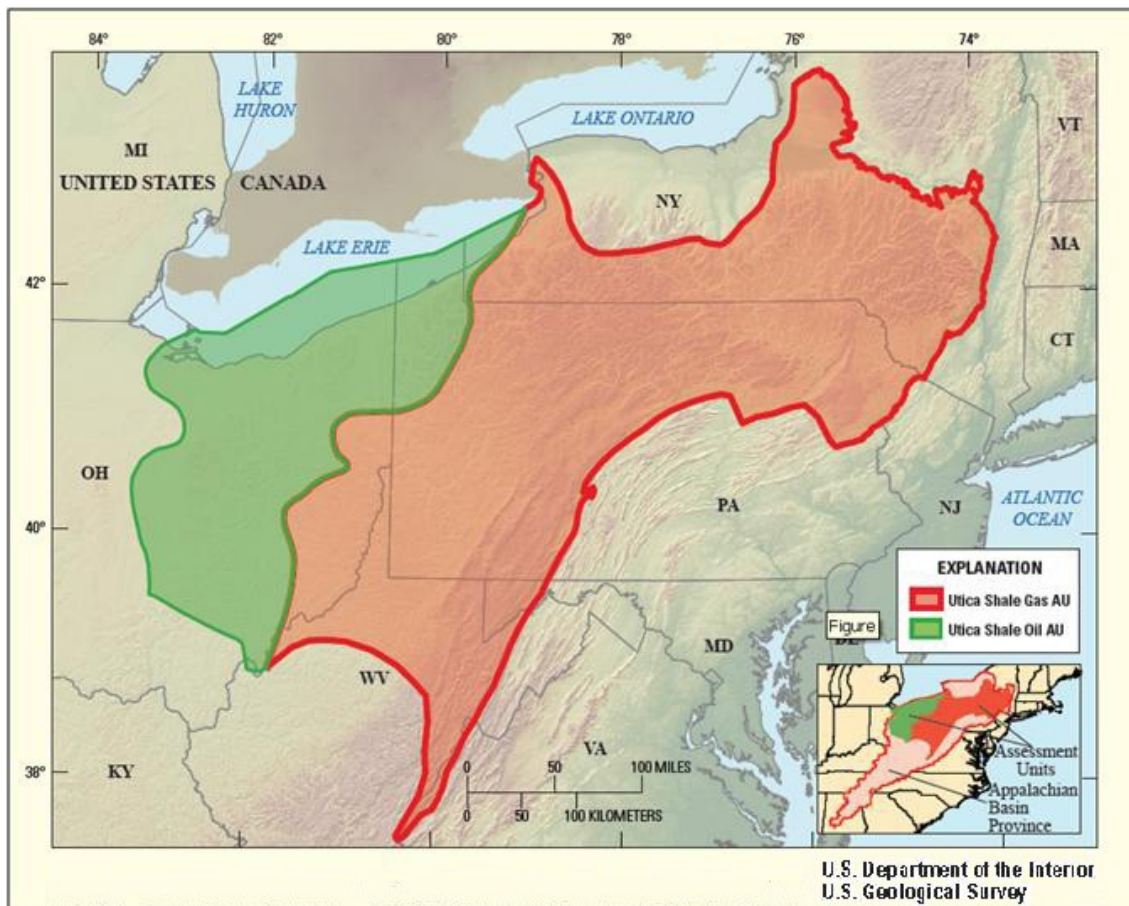 84°
82°
80°
78°
76°
74°
LAKE
HURON
LAKE ONTARIO
VT
MI
UNITED STATES
CANADA
NY
LAKE ERIE
MA
42°
CT
OH
PA
NJ
ATLANTIC
OCEAN
40°
EXPLANATION
Utica Shale Gas AU
Utica Shale Oil AU
Figure
DE
MD
WV
VA
KY
38°
0 50 100 MILES
0 50 100 KILOMETERS
Assessment
Units
Appalachian
Basin
Province
U.S. Department of the Interior
U.S. Geological Survey